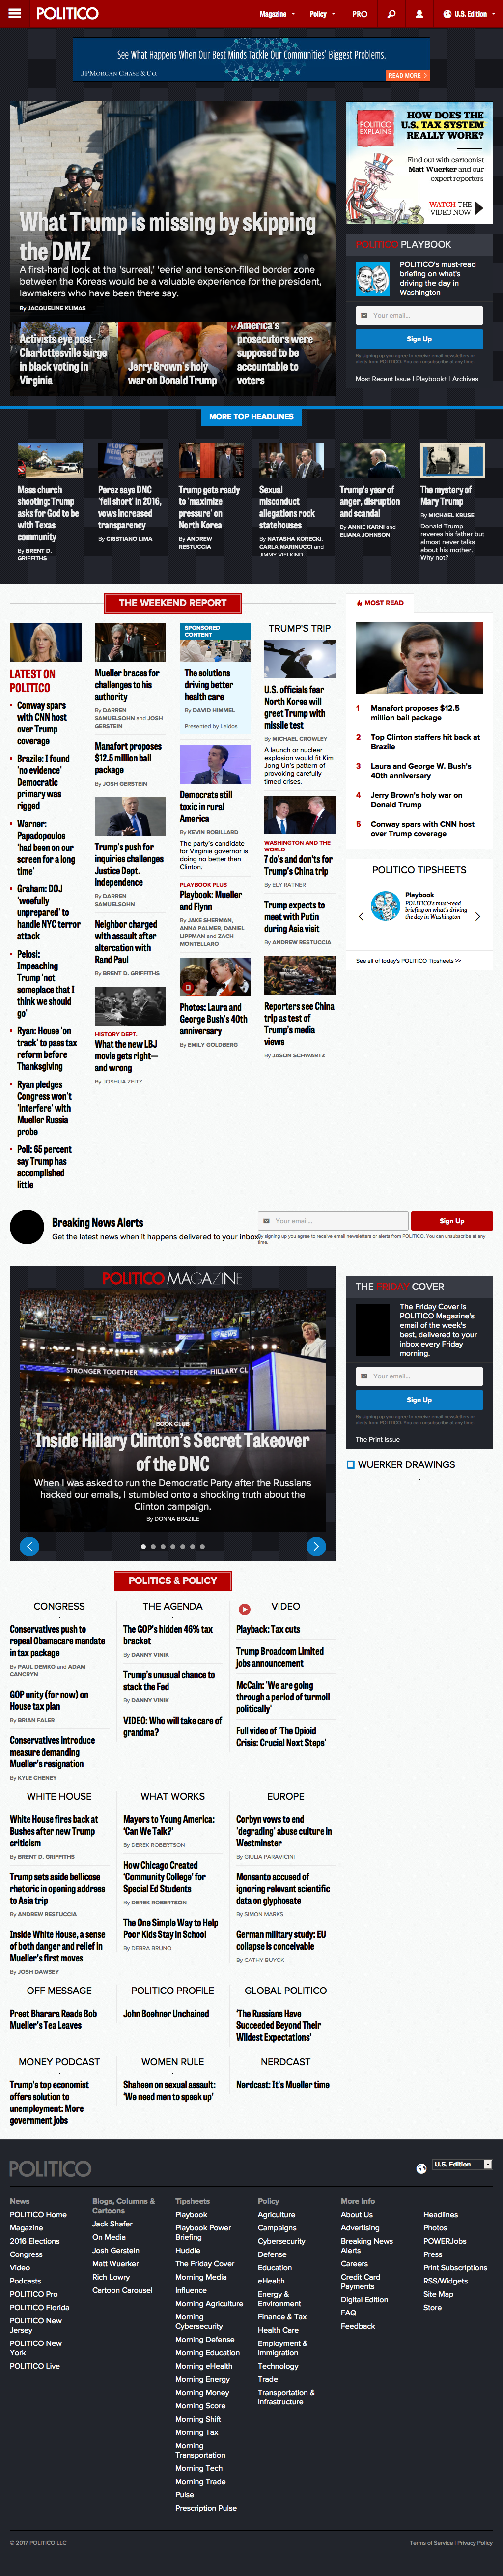 POLITICO
Magazine
Policy
PRO
U.S. Edition
See What Happens When Our Best Minds Tackle Our Communities' Biggest Problems.
JPMORGAN CHASE & CO.
READ MORE >
What Trump is missing by skipping
the DMZ
A first-hand look at the 'surreal,' 'eerie' and tension-filled border zone
between the Koreas would be a valuable experience for the president,
lawmakers who have been there say.
By JACQUELINE KLIMAS
Activists eye post-
Charlottesville surge
in black voting in
Virginia
Jerry Brown's holy
war on Donald Trump
America's
prosecutors were
supposed to be
accountable to
voters
POLITICO
EXPLAINS
HOW DOES THE
U.S. TAX SYSTEM
REALLY WORK?
Find out with cartoonist
Matt Wuerker and our
expert reporters
WATCH THE
VIDEO NOW
POLITICO PLAYBOOK
POLITICO's must-read
briefing on what's
driving the day in
Washington
Your email...
Sign Up
By signing up you agree to receive email newsletters or
alerts from POLITICO. You can unsubscribe at any time.
Most Recent Issue | Playbook+ | Archives
MORE TOP HEADLINES
Mass church
shooting: Trump
asks for God to be
with Texas
community
By BRENT D.
GRIFFITHS
Perez says DNC
'fell short' in 2016,
vows increased
transparency
By CRISTIANO LIMA
Trump gets ready
to 'maximize
pressure' on
North Korea
By ANDREW
RESTUCCIA
Sexual
misconduct
allegations rock
statehouses
By NATASHA KORECKI,
CARLA MARINUCCI and
JIMMY VIELKIND
Trump's year of
anger, disruption
and scandal
By ANNIE KARNI and
ELIANA JOHNSON
The mystery of
Mary Trump
By MICHAEL KRUSE
Donald Trump
reveres his father but
almost never talks
about his mother.
Why not?
THE WEEKEND REPORT
LATEST ON
POLITICO
Conway spars
with CNN host
over Trump
coverage
Brazile: I found
'no evidence'
Democratic
primary was
rigged
Warner:
Papadopoulos
'had been on our
screen for a long
time'
Graham: DOJ
'woefully
unprepared' to
handle NYC terror
attack
Pelosi:
Impeaching
Trump 'not
someplace that I
think we should
go'
Ryan: House 'on
track' to pass tax
reform before
Thanksgiving
Ryan pledges
Congress won't
'interfere' with
Mueller Russia
probe
Poll: 65 percent
say Trump has
accomplished
little
Mueller braces for
challenges to his
authority
By DARREN
SAMUELSOHN and JOSH
GERSTEIN
Manafort proposes
$12.5 million bail
package
By JOSH GERSTEIN
Trump's push for
inquiries challenges
Justice Dept.
independence
By DARREN
SAMUELSOHN
Neighbor charged
with assault after
altercation with
Rand Paul
By BRENT D. GRIFFITHS
HISTORY DEPT.
What the new LBJ
movie gets right—
and wrong
By JOSHUA ZEITZ
SPONSORED
CONTENT
The solutions
driving better
health care
By DAVID HIMMEL
Presented by Leidos
Democrats still
toxic in rural
America
By KEVIN ROBILLARD
The party's candidate
for Virginia governor is
doing no better than
Clinton.
PLAYBOOK PLUS
Playbook: Mueller
and Flynn
By JAKE SHERMAN,
ANNA PALMER, DANIEL
LIPPMAN and ZACH
MONTELLARO
Photos: Laura and
George Bush's 40th
anniversary
By EMILY GOLDBERG
TRUMP'S TRIP
U.S. officials fear
North Korea will
greet Trump with
missile test
By MICHAEL CROWLEY
A launch or nuclear
explosion would fit Kim
Jong Un's pattern of
provoking carefully
timed crises.
WASHINGTON AND THE
WORLD
7 do's and don'ts for
Trump's China trip
By ELY RATNER
Trump expects to
meet with Putin
during Asia visit
By ANDREW RESTUCCIA
Reporters see China
trip as test of
Trump's media
views
By JASON SCHWARTZ
MOST READ
1 Manafort proposes $12.5
million bail package
2 Top Clinton staffers hit back at
Brazile
3 Laura and George W. Bush's
40th anniversary
4 Jerry Brown's holy war on
Donald Trump
5 Conway spars with CNN host
over Trump coverage
POLITICO TIPSHEETS
Playbook
POLITICO's must-read
briefing on what's driving
the day in Washington
See all of today's POLITICO Tipsheets >>
Breaking News Alerts
Get the latest news when it happens delivered to your inbox.
Your email...
Sign Up
By signing up you agree to receive email newsletters or alerts from POLITICO. You can unsubscribe at any
time.
POLITICO MAGAZINE
STRONGER TOGETHER
HILLARY CL
NEWS
BOOK CLUB
Inside Hillary Clinton's Secret Takeover
of the DNC
When I was asked to run the Democratic Party after the Russians
hacked our emails, I stumbled onto a shocking truth about the
Clinton campaign.
By DONNA BRAZILE
THE FRIDAY COVER
The Friday Cover is
POLITICO Magazine's
email of the week's
best, delivered to your
inbox every Friday
morning.
Your email...
Sign Up
By signing up you agree to receive email newsletters or
alerts from POLITICO. You can unsubscribe at any time.
The Print Issue
WUERKER DRAWINGS
POLITICS & POLICY
CONGRESS
Conservatives push to
repeal Obamacare mandate
in tax package
By PAUL DEMKO and ADAM
CANCRYN
GOP unity (for now) on
House tax plan
By BRIAN FALER
Conservatives introduce
measure demanding
Mueller's resignation
By KYLE CHENEY
THE AGENDA
The GOP's hidden 46% tax
bracket
By DANNY VINIK
Trump's unusual chance to
stack the Fed
By DANNY VINIK
VIDEO: Who will take care of
grandma?
VIDEO
Playback: Tax cuts
Trump Broadcom Limited
jobs announcement
McCain: 'We are going
through a period of turmoil
politically'
Full video of 'The Opioid
Crisis: Crucial Next Steps'
WHITE HOUSE
White House fires back at
Bushes after new Trump
criticism
By BRENT D. GRIFFITHS
Trump sets aside bellicose
rhetoric in opening address
to Asia trip
By ANDREW RESTUCCIA
Inside White House, a sense
of both danger and relief in
Mueller's first moves
By JOSH DAWSEY
WHAT WORKS
Mayors to Young America:
'Can We Talk?'
By DEREK ROBERTSON
How Chicago Created
'Community College' for
Special Ed Students
By DEREK ROBERTSON
The One Simple Way to Help
Poor Kids Stay in School
By DEBRA BRUNO
EUROPE
Corbyn vows to end
'degrading' abuse culture in
Westminster
By GIULIA PARAVICINI
Monsanto accused of
ignoring relevant scientific
data on glyphosate
By SIMON MARKS
German military study: EU
collapse is conceivable
By CATHY BUYCK
OFF MESSAGE
Preet Bharara Reads Bob
Mueller's Tea Leaves
POLITICO PROFILE
John Boehner Unchained
GLOBAL POLITICO
'The Russians Have
Succeeded Beyond Their
Wildest Expectations'
MONEY PODCAST
Trump's top economist
offers solution to
unemployment: More
government jobs
WOMEN RULE
Shaheen on sexual assault:
'We need men to speak up'
NERDCAST
Nerdcast: It's Mueller time
POLITICO
U.S. Edition
News
POLITICO Home
Magazine
2016 Elections
Congress
Video
Podcasts
POLITICO Pro
POLITICO Florida
POLITICO New
Jersey
POLITICO New
York
POLITICO Live
Blogs, Columns &
Cartoons
Jack Shafer
On Media
Josh Gerstein
Matt Wuerker
Rich Lowry
Cartoon Carousel
Tipsheets
Playbook
Playbook Power
Briefing
Huddle
The Friday Cover
Morning Media
Influence
Morning Agriculture
Morning
Cybersecurity
Morning Defense
Morning Education
Morning eHealth
Morning Energy
Morning Money
Morning Score
Morning Shift
Morning Tax
Morning
Transportation
Morning Tech
Morning Trade
Pulse
Prescription Pulse
Policy
Agriculture
Campaigns
Cybersecurity
Defense
Education
eHealth
Energy &
Environment
Finance & Tax
Health Care
Employment &
Immigration
Technology
Trade
Transportation &
Infrastructure
More Info
About Us
Advertising
Breaking News
Alerts
Careers
Credit Card
Payments
Digital Edition
FAQ
Feedback
Headlines
Photos
POWERJobs
Press
Print Subscriptions
RSS/Widgets
Site Map
Store
© 2017 POLITICO LLC
Terms of Service | Privacy Policy